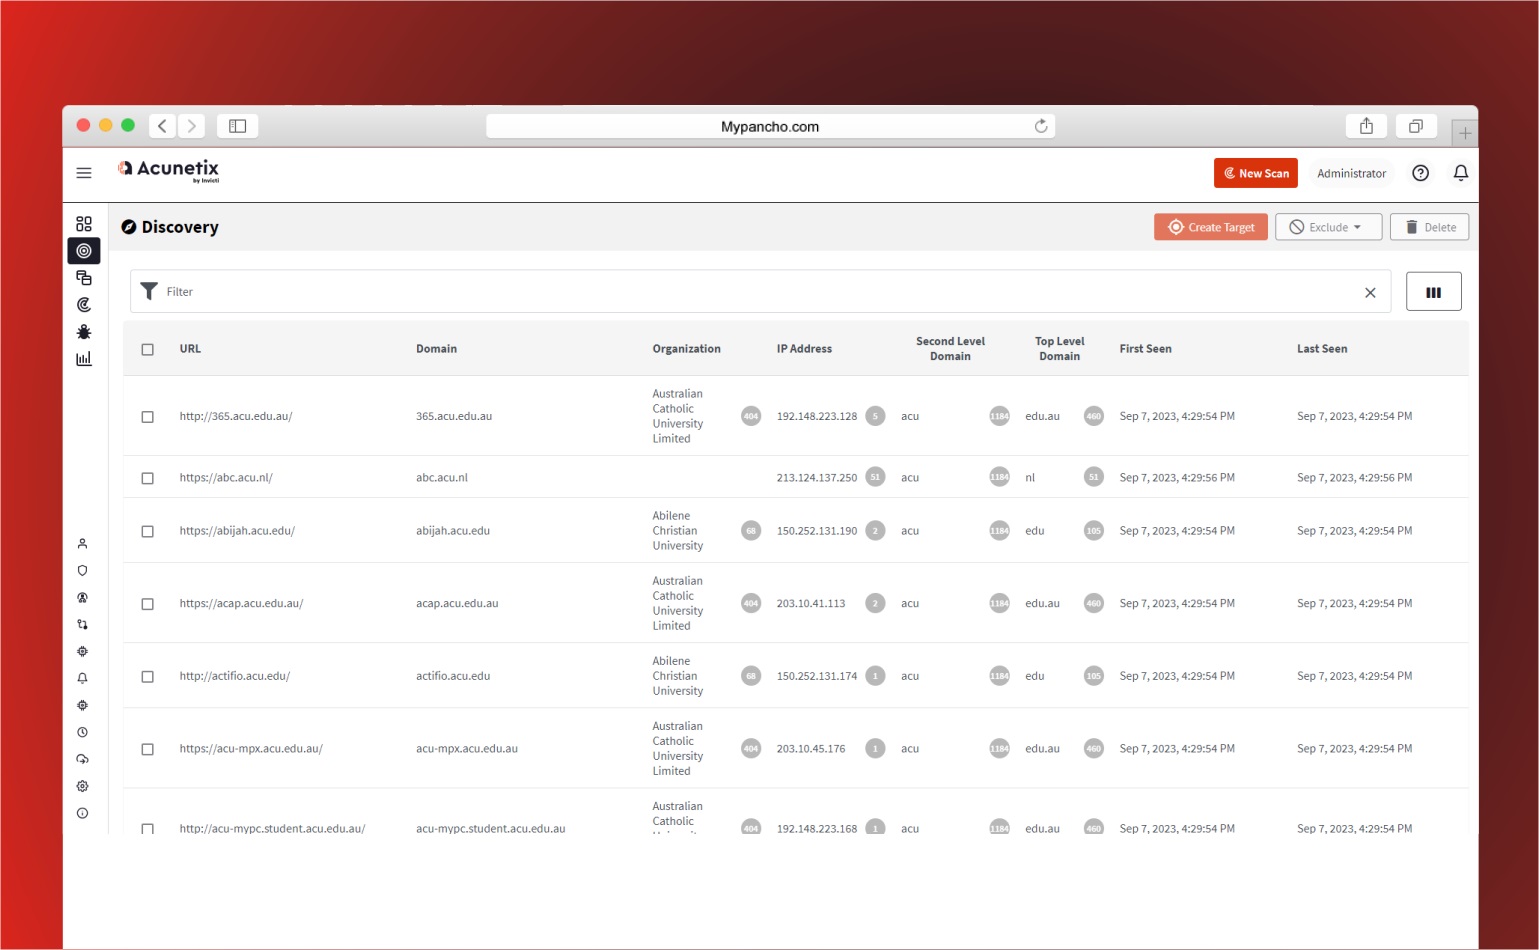 Mypancho.com
Acunetix
by Invicti
New Scan
Administrator
Discovery
Create Target
Exclude
Delete
Filter
URL Domain Organization IP Address Second Level Domain Top Level Domain First Seen Last Seen
http://365.acu.edu.au/ 365.acu.edu.au Australian Catholic University Limited 404 192.148.223.128 5 acu 1184 edu.au 460 Sep 7, 2023, 4:29:54 PM Sep 7, 2023, 4:29:54 PM
https://abc.acu.nl/ abc.acu.nl 213.124.137.250 51 acu 1184 nl 51 Sep 7, 2023, 4:29:56 PM Sep 7, 2023, 4:29:56 PM
https://abijah.acu.edu/ abijah.acu.edu Abilene Christian University 68 150.252.131.190 2 acu 1184 edu 105 Sep 7, 2023, 4:29:54 PM Sep 7, 2023, 4:29:54 PM
https://acap.acu.edu.au/ acap.acu.edu.au Australian Catholic University Limited 404 203.10.41.113 2 acu 1184 edu.au 460 Sep 7, 2023, 4:29:54 PM Sep 7, 2023, 4:29:54 PM
http://actifio.acu.edu/ actifio.acu.edu Abilene Christian University 68 150.252.131.174 1 acu 1184 edu 105 Sep 7, 2023, 4:29:54 PM Sep 7, 2023, 4:29:54 PM
https://acu-mpx.acu.edu.au/ acu-mpx.acu.edu.au Australian Catholic University Limited 404 203.10.45.176 1 acu 1184 edu.au 460 Sep 7, 2023, 4:29:54 PM Sep 7, 2023, 4:29:54 PM
http://acu-mypc.student.acu.edu.au/ acu-mypc.student.acu.edu.au Australian Catholic 404 192.148.223.168 1 acu 1184 edu.au 460 Sep 7, 2023, 4:29:54 PM Sep 7, 2023, 4:29:54 PM